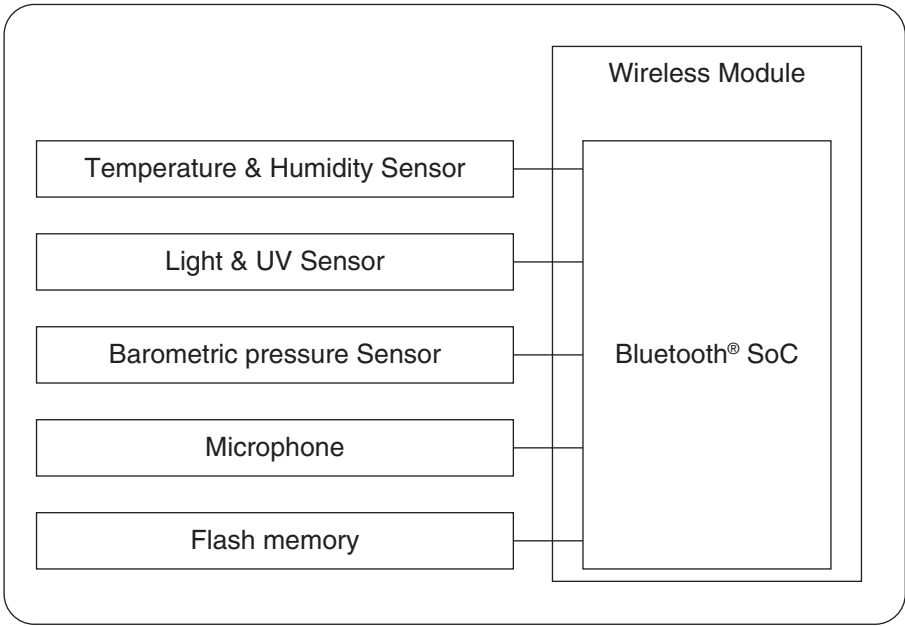 Wireless Module
Temperature & Humidity Sensor
Light & UV Sensor
Barometric pressure Sensor
Bluetooth® SoC
Microphone
Flash memory